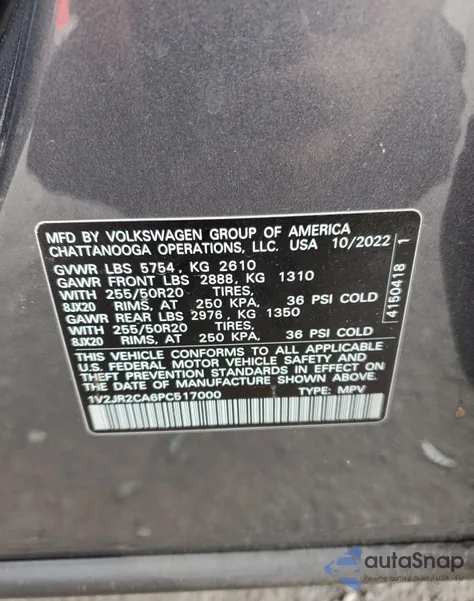 MFD BY VOLKSWAGEN GROUP OF AMERICA
CHATTANOOGA OPERATIONS, LLC. USA 10/2022
GVWR LBS 5754, KG 2610
GAWR FRONT LBS 2888, KG 1310
WITH 255/50R20 TIRES,
8JX20 RIMS, AT 250 KPA, 36 PSI COLD
GAWR REAR LBS 2976, KG 1350
WITH 255/50R20 TIRES,
8JX20 RIMS, AT 250 KPA, 36 PSI COLD
THIS VEHICLE CONFORMS TO ALL APPLICABLE
U.S. FEDERAL MOTOR VEHICLE SAFETY AND
THEFT PREVENTION STANDARDS IN EFFECT ON
THE DATE OF MANUFACTURE SHOWN ABOVE.
1V2JR2CA6PC517000 TYPE: MPV
4150418 1
autoSnap